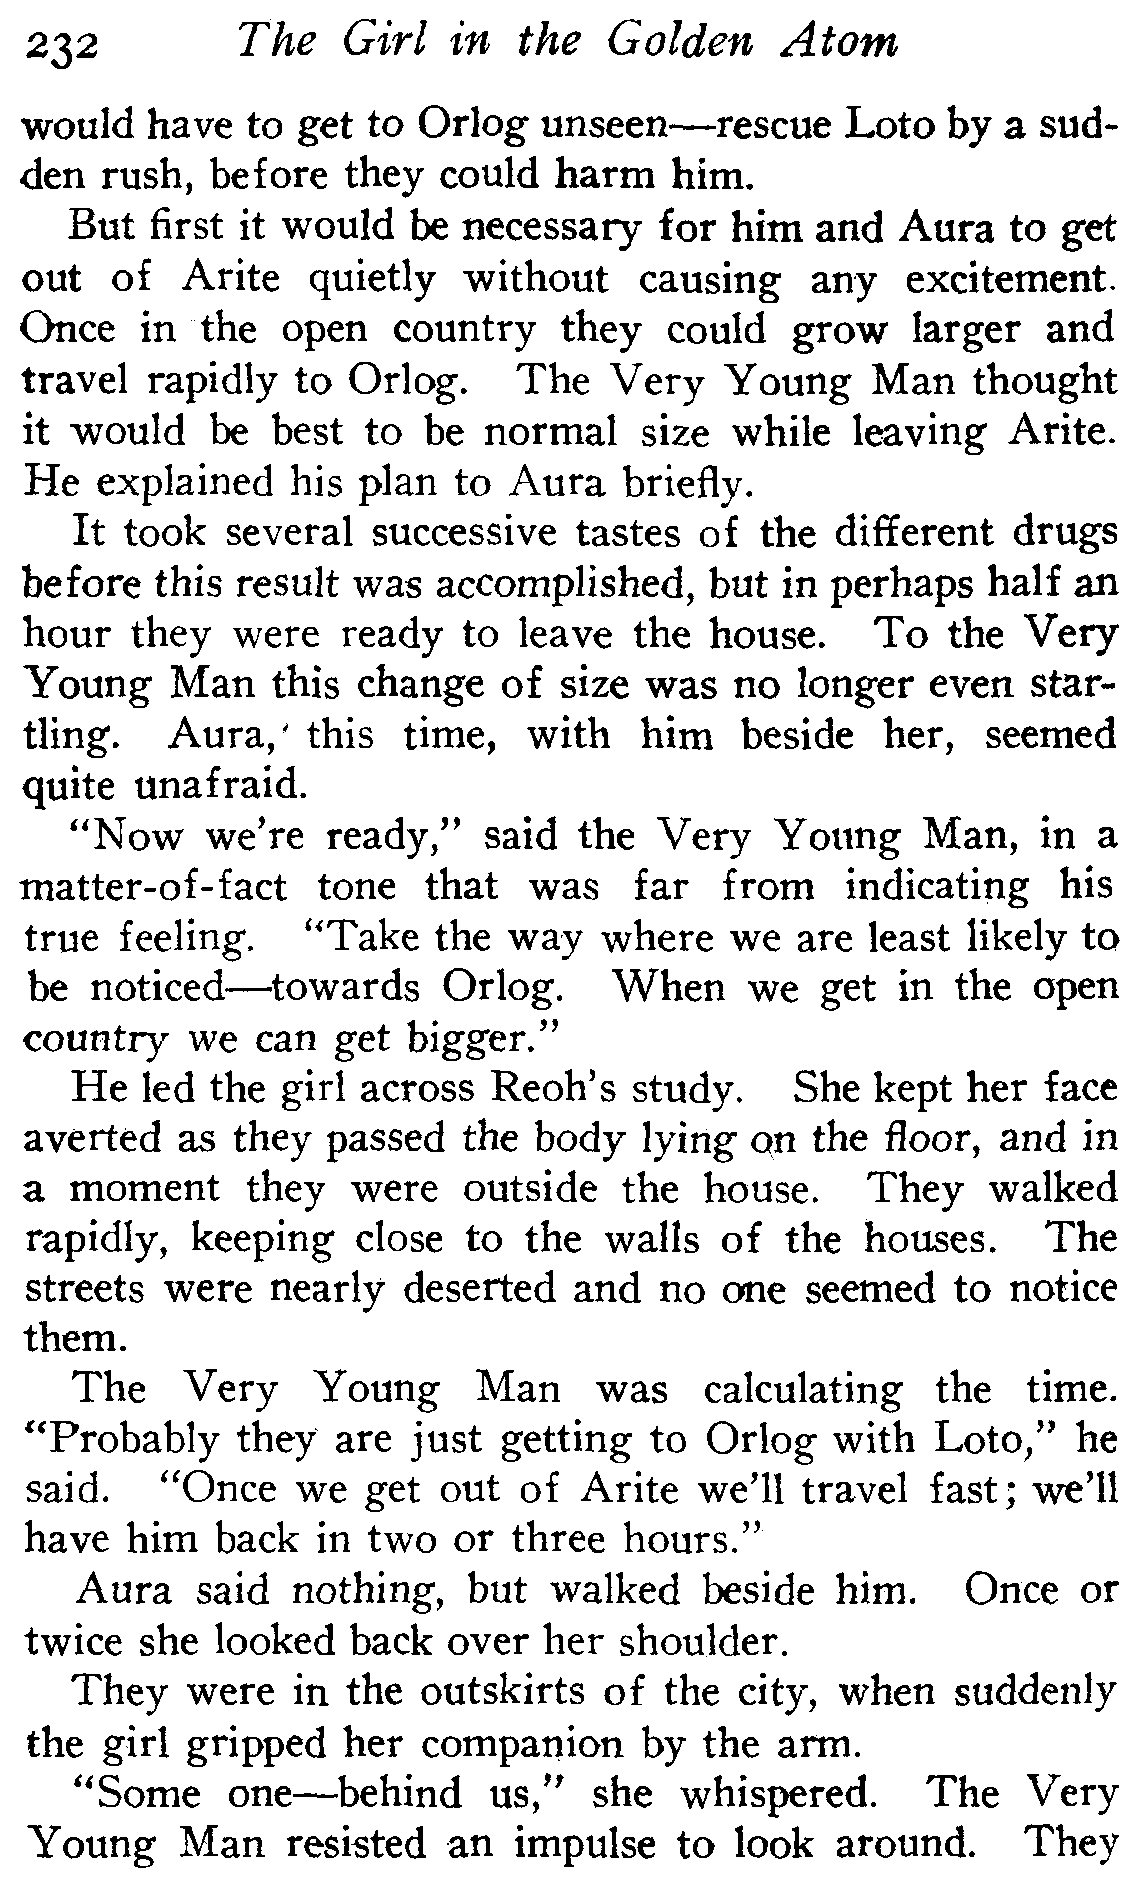 232 The Girl in the Golden Atom
would have to get to Orlog unseen—rescue Loto by a sud-
den rush, before they could harm him.
But first it would be necessary for him and Aura to get
out of Arite quietly without causing any excitement.
Once in the open country they could grow larger and
travel rapidly to Orlog. The Very Young Man thought
it would be best to be normal size while leaving Arite.
He explained his plan to Aura briefly.
It took several successive tastes of the different drugs
before this result was accomplished, but in perhaps half an
hour they were ready to leave the house. To the Very
Young Man this change of size was no longer even star-
tling. Aura, this time, with him beside her, seemed
quite unafraid.
"Now we're ready," said the Very Young Man, in a
matter-of-fact tone that was far from indicating his
true feeling. "Take the way where we are least likely to
be noticed—towards Orlog. When we get in the open
country we can get bigger."
He led the girl across Reoh's study. She kept her face
averted as they passed the body lying on the floor, and in
a moment they were outside the house. They walked
rapidly, keeping close to the walls of the houses. The
streets were nearly deserted and no one seemed to notice
them.
The Very Young Man was calculating the time.
"Probably they are just getting to Orlog with Loto," he
said. "Once we get out of Arite we'll travel fast; we'll
have him back in two or three hours."
Aura said nothing, but walked beside him. Once or
twice she looked back over her shoulder.
They were in the outskirts of the city, when suddenly
the girl gripped her companion by the arm.
"Some one—behind us," she whispered. The Very
Young Man resisted an impulse to look around. They